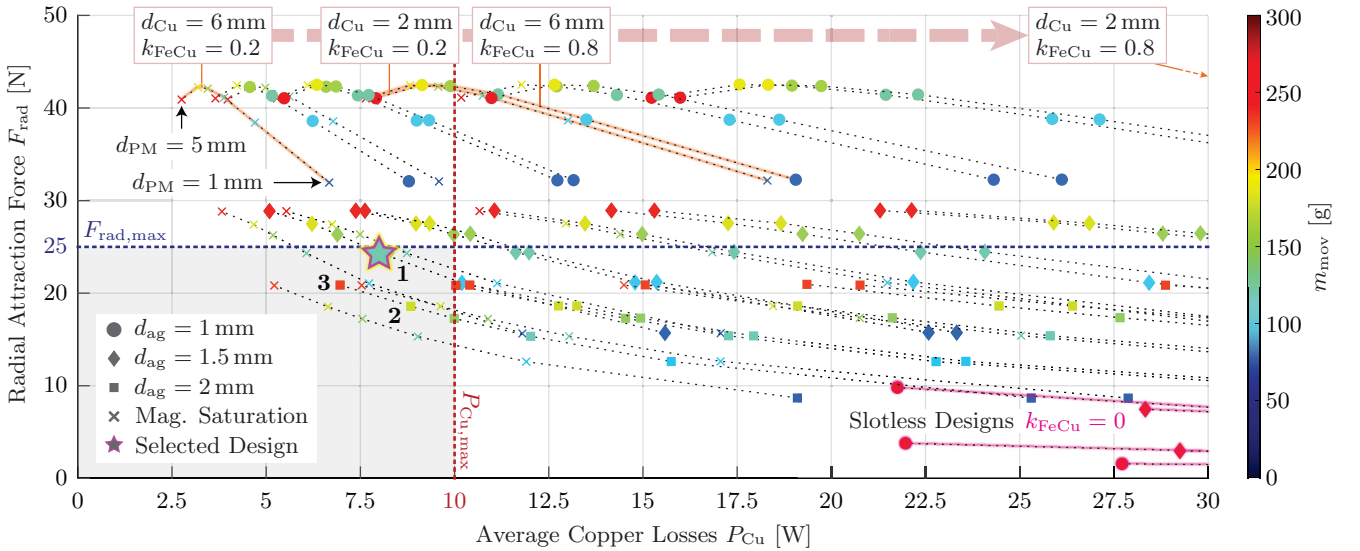 d_Cu = 6 mm
k_FeCu = 0.2
d_Cu = 2 mm
k_FeCu = 0.2
d_Cu = 6 mm
k_FeCu = 0.8
d_Cu = 2 mm
k_FeCu = 0.8
d_PM = 5 mm
d_PM = 1 mm
F_rad,max
1
3
2
d_ag = 1 mm
d_ag = 1.5 mm
d_ag = 2 mm
Mag. Saturation
Selected Design
P_Cu,max
Slotless Designs k_FeCu = 0
Radial Attraction Force F_rad [N]
50
40
30
25
20
10
0
0
2.5
5
7.5
10
12.5
15
17.5
20
22.5
25
27.5
30
Average Copper Losses P_Cu [W]
300
250
200
150
100
50
0
m_mov [g]